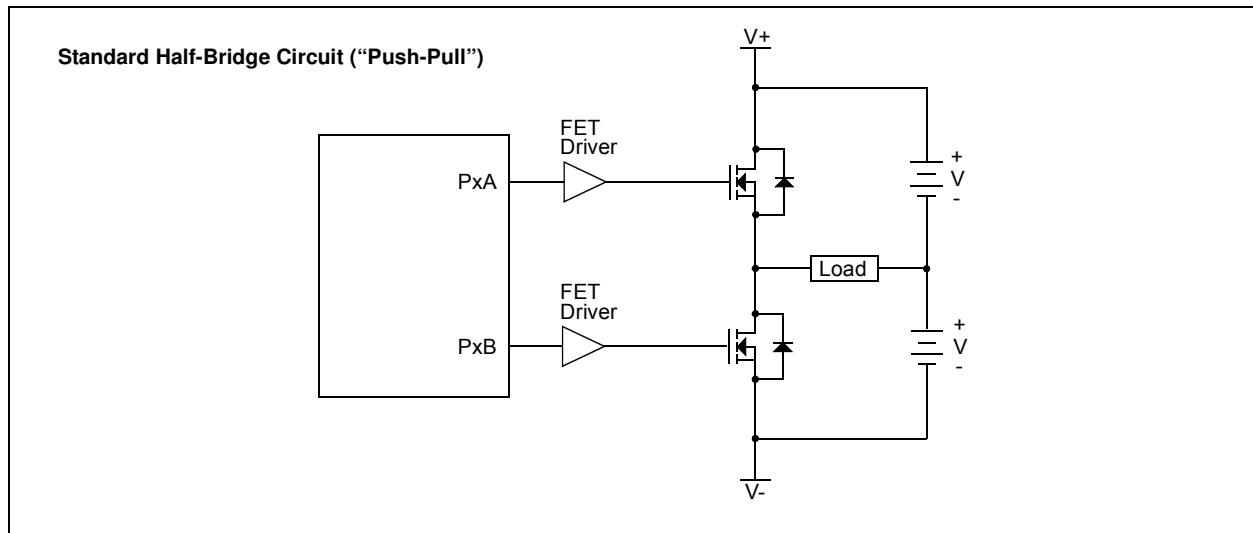 Standard Half-Bridge Circuit (“Push-Pull”)
V+
FET
Driver
PxA
+
V
-
Load
FET
Driver
PxB
+
V
-
V-